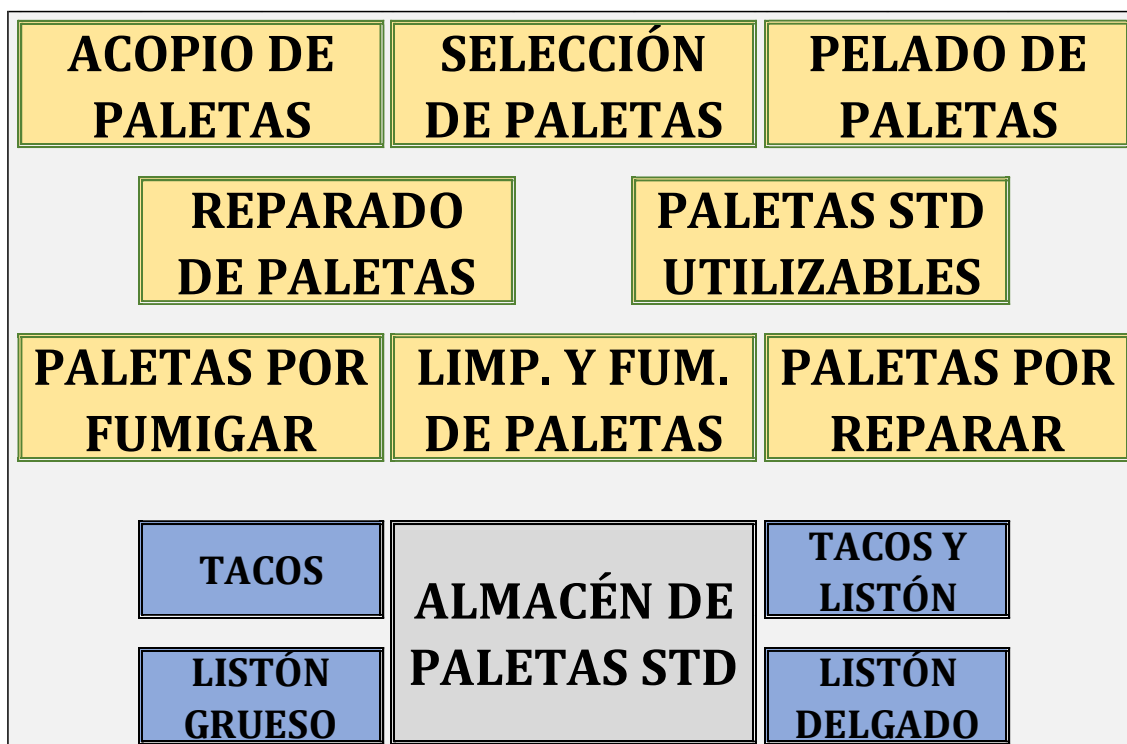 ACOPIO DE
PALETAS
SELECCIÓN
DE PALETAS
PELADO DE
PALETAS
REPARADO
DE PALETAS
PALETAS STD
UTILIZABLES
PALETAS POR
FUMIGAR
LIMP. Y FUM.
DE PALETAS
PALETAS POR
REPARAR
TACOS
ALMACÉN DE
PALETAS STD
TACOS Y
LISTÓN
LISTÓN
GRUESO
LISTÓN
DELGADO